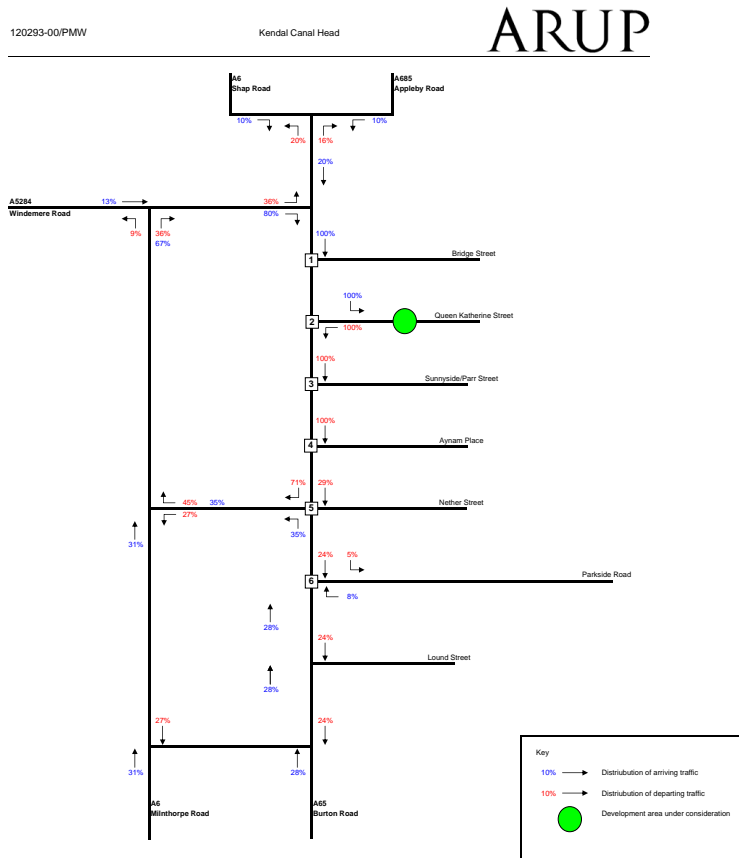 120293-00/PMW
Kendal Canal Head
ARUP
A6
Shap Road
A685
Appleby Road
10%
10%
20%
16%
20%
A5284
13%
36%
Windemere Road
80%
9%
36%
67%
100%
Bridge Street
1
100%
Queen Katherine Street
2
100%
100%
Sunnyside/Parr Street
3
100%
Aynam Place
4
71%
29%
45%
35%
Nether Street
5
27%
35%
31%
24%
5%
Parkside Road
6
8%
28%
24%
Lound Street
28%
27%
24%
31%
28%
A6
Milnthorpe Road
A65
Burton Road
Key
10%
Distriubution of arriving traffic
10%
Distriubution of departing traffic
Development area under consideration